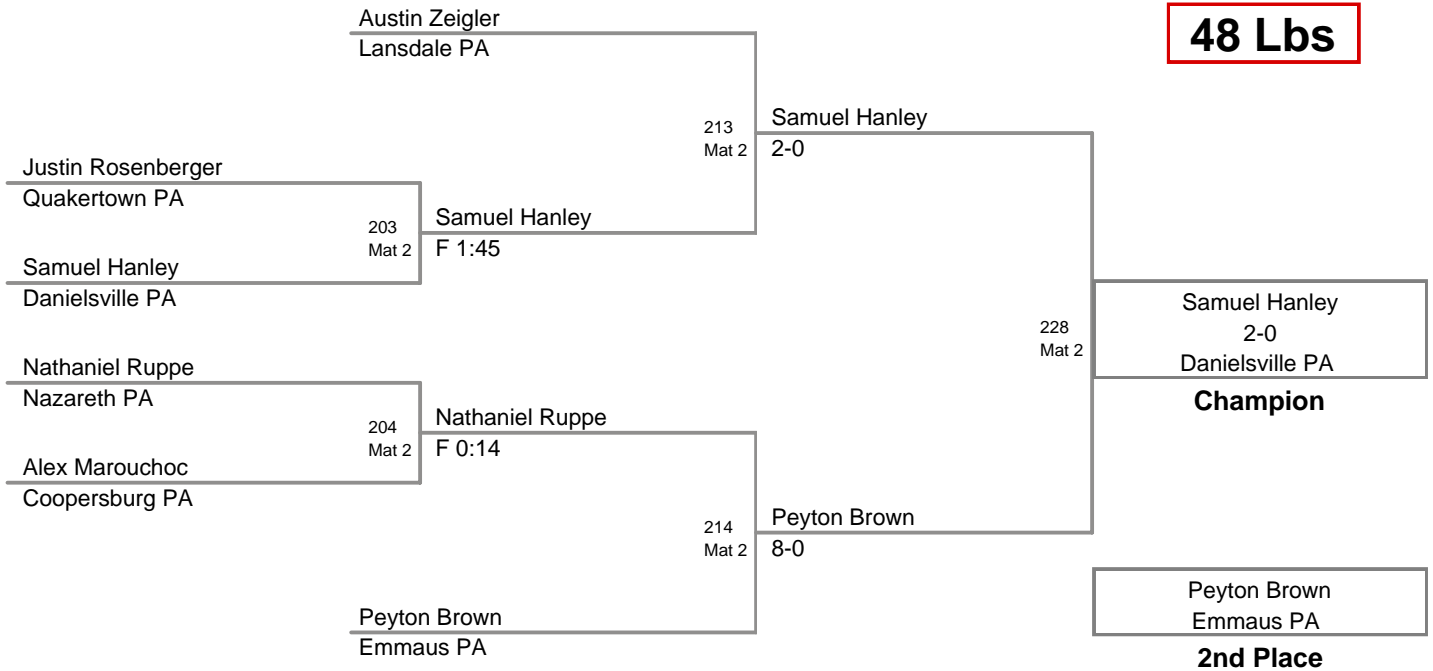 Austin Zeigler
Lansdale PA
48 Lbs
213
Mat 2
Samuel Hanley
2-0
Justin Rosenberger
Quakertown PA
203
Mat 2
Samuel Hanley
F 1:45
Samuel Hanley
Danielsville PA
228
Mat 2
Samuel Hanley
2-0
Danielsville PA
Champion
Nathaniel Ruppe
Nazareth PA
204
Mat 2
Nathaniel Ruppe
F 0:14
Alex Marouchoc
Coopersburg PA
214
Mat 2
Peyton Brown
8-0
Peyton Brown
Emmaus PA
Peyton Brown
Emmaus PA
2nd Place